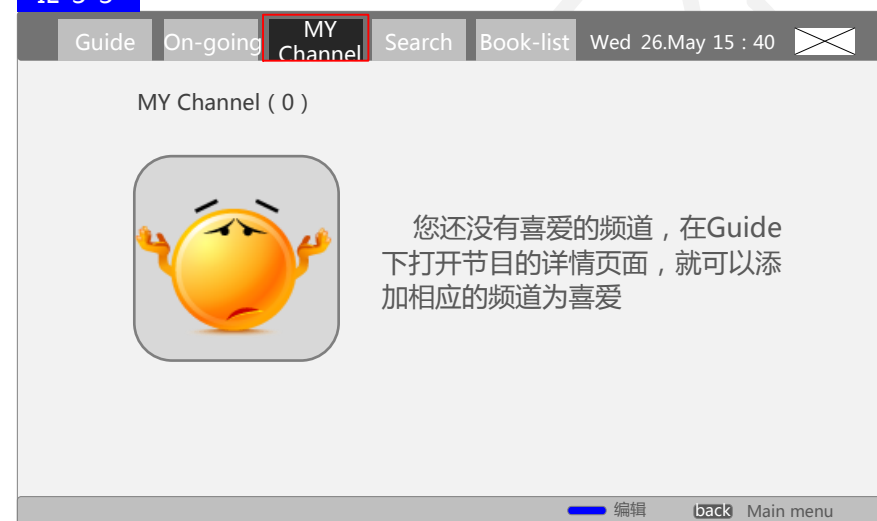 Guide On-going MY Channel Search Book-list Wed 26.May 15 : 40
MY Channel ( 0 )
您还没有喜爱的频道，在Guide
下打开节目的详情页面，就可以添
加相应的频道为喜爱
编辑 back Main menu